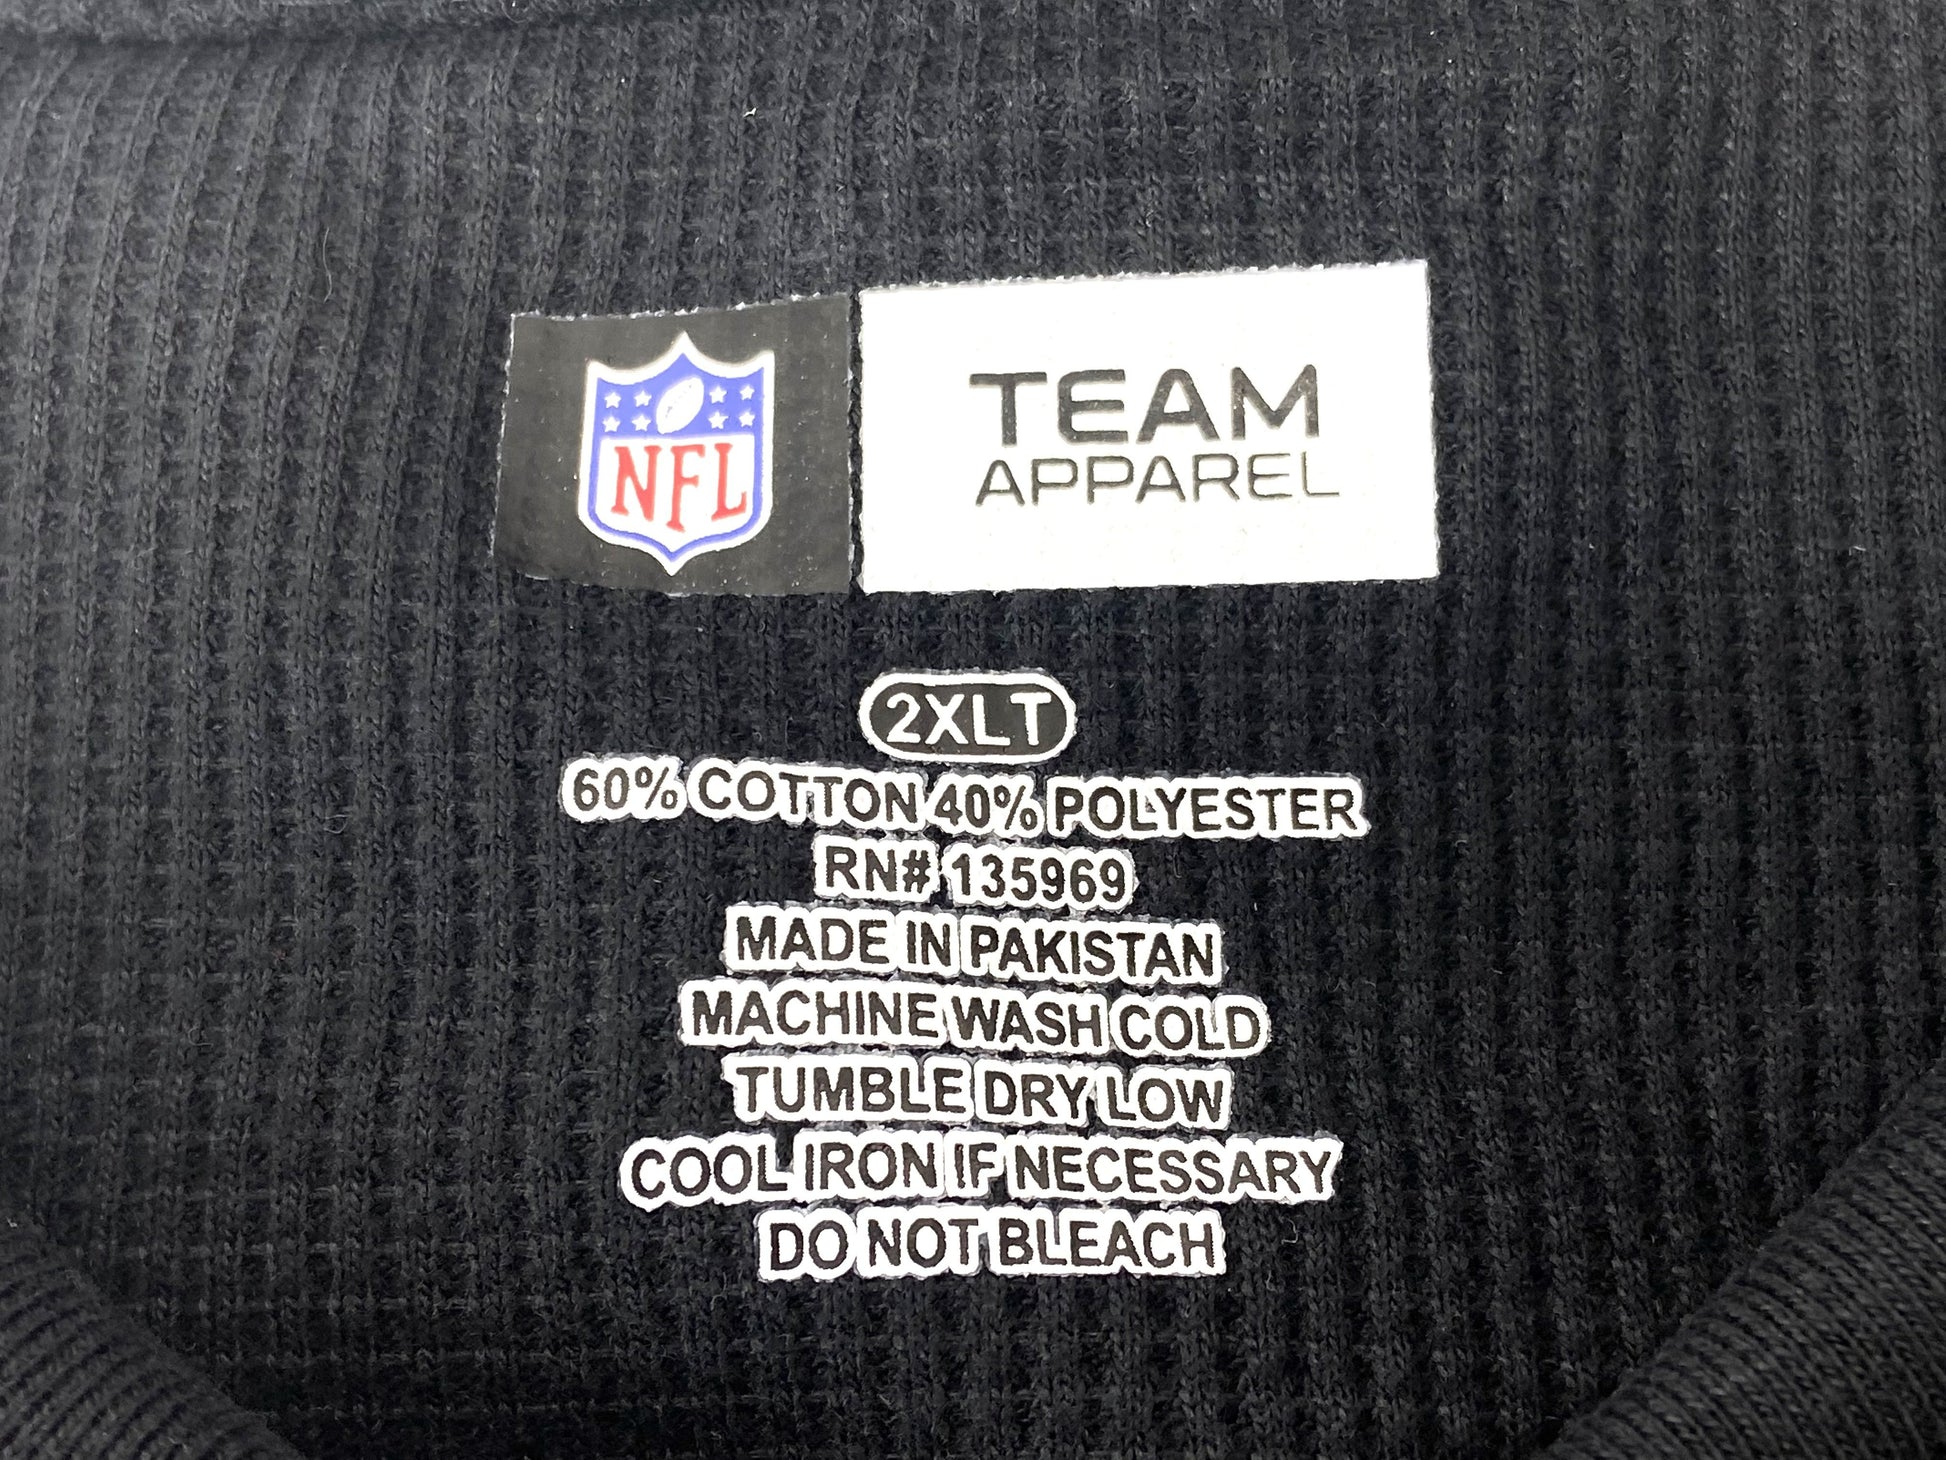 NFL
TEAM
APPAREL
2XLT
60% COTTON 40% POLYESTER
RN# 135969
MADE IN PAKISTAN
MACHINE WASH COLD
TUMBLE DRY LOW
COOL IRON IF NECESSARY
DO NOT BLEACH